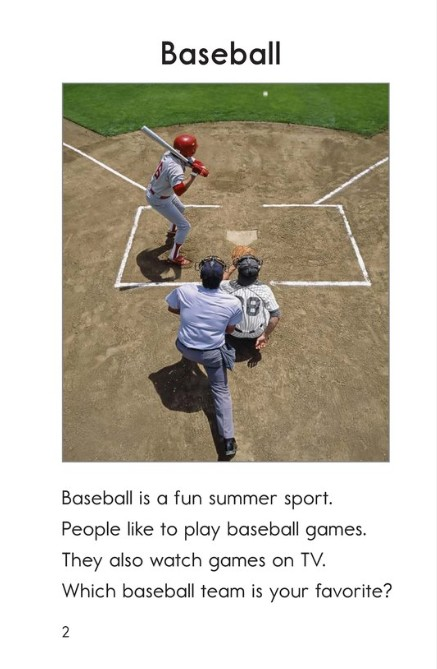 Baseball
8
Baseball is a fun summer sport.
People like to play baseball games.
They also watch games on TV.
Which baseball team is your favorite?
2